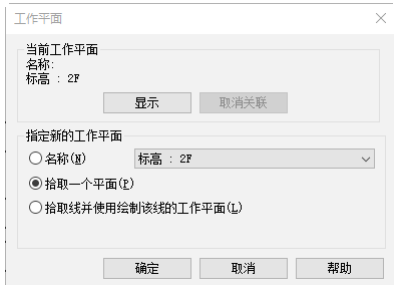 工作平面
当前工作平面
名称:
标高 : 2F
显示
取消关联
指定新的工作平面
名称(N)
标高 : 2F
拾取一个平面(P)
拾取线并使用绘制该线的工作平面(L)
确定
取消
帮助